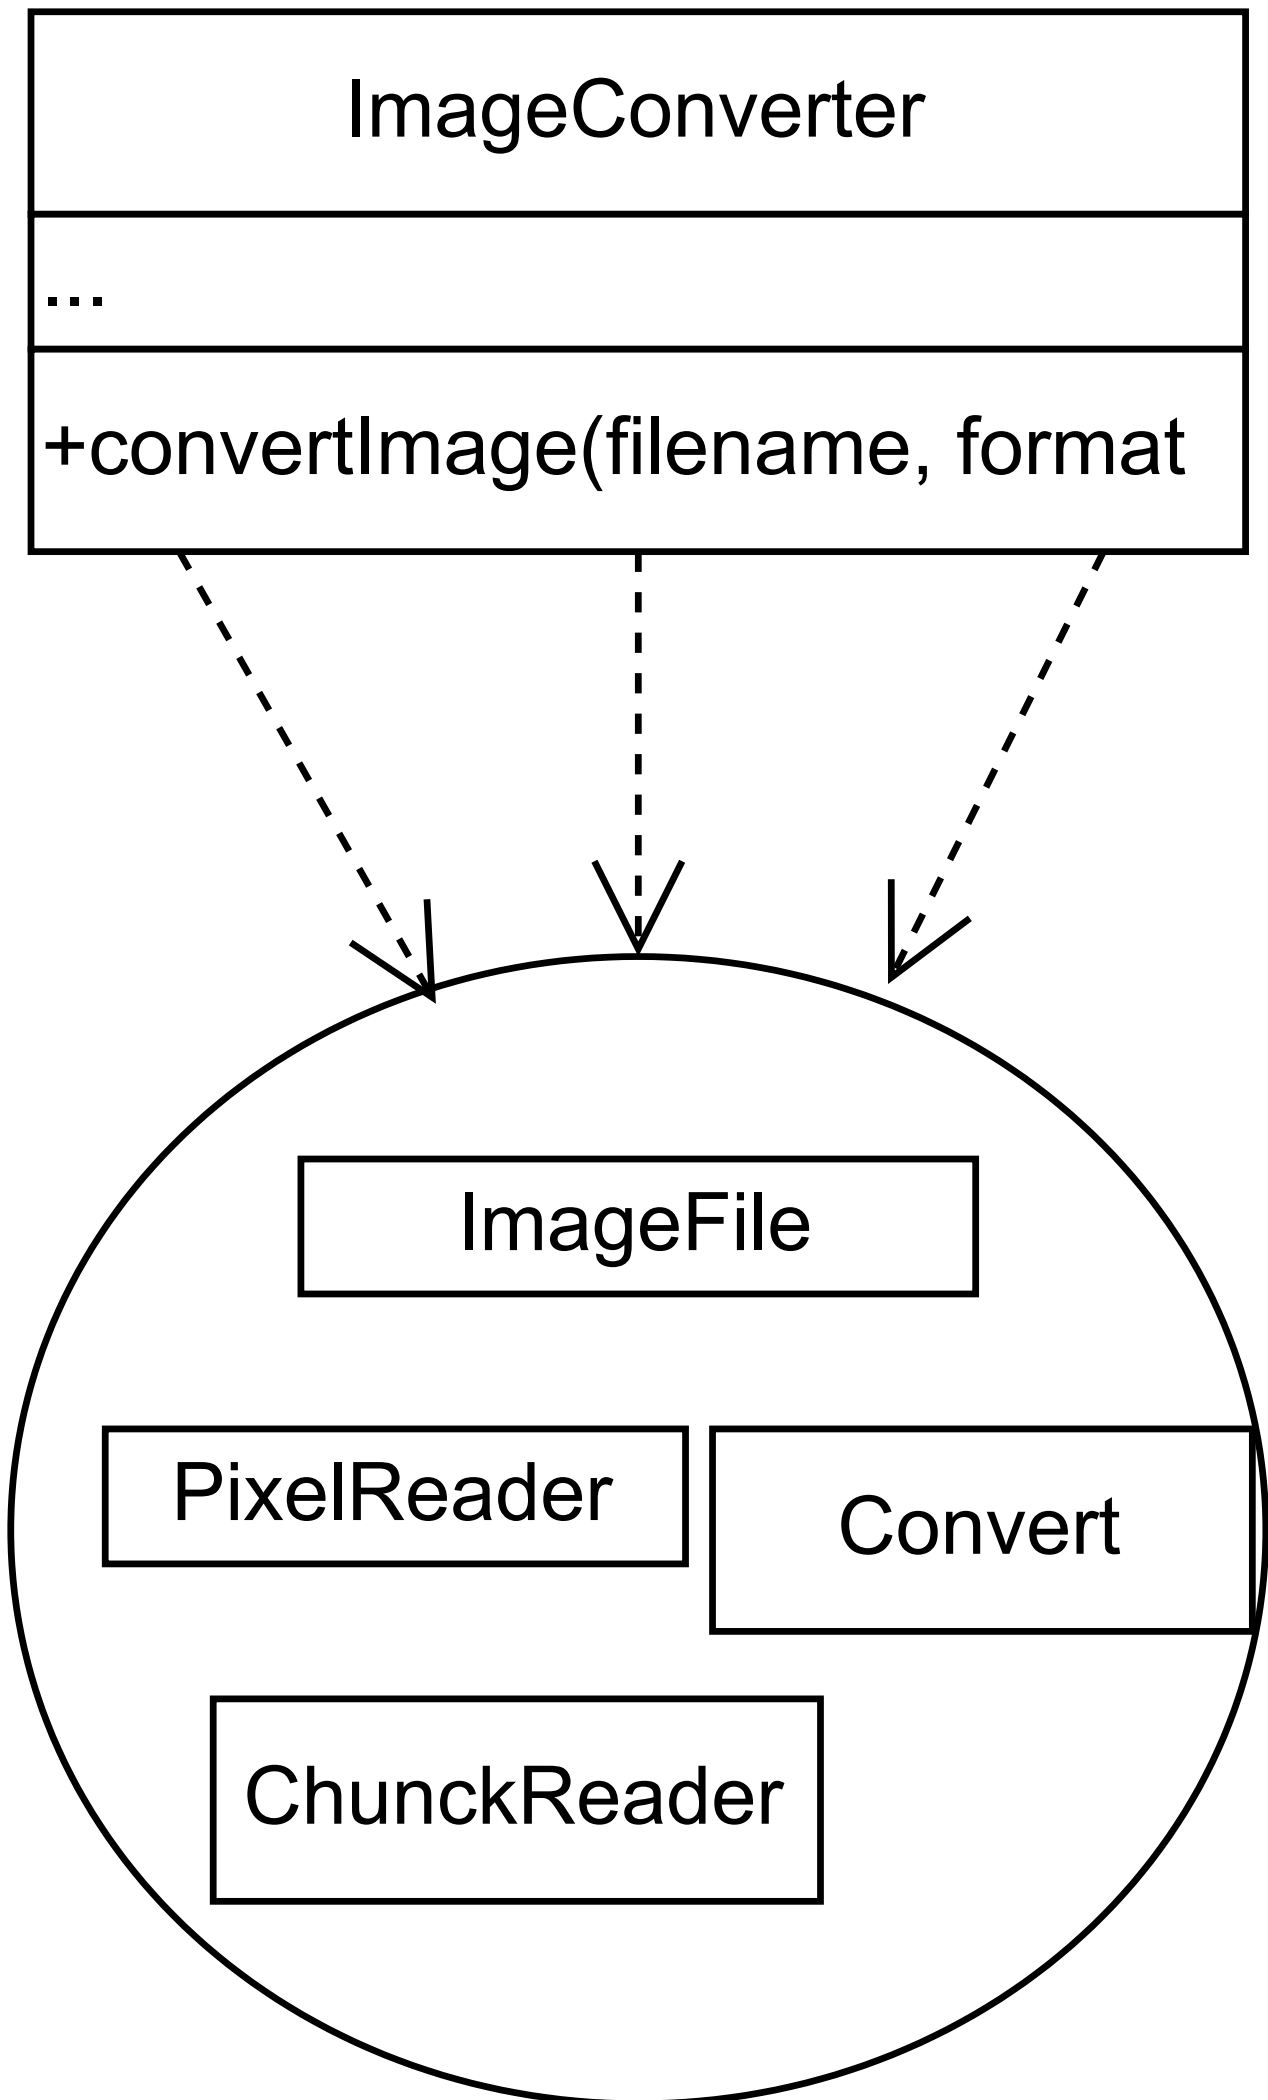 ImageConverter
...
+convertImage(filename, format
ImageFile
PixelReader
Convert
ChunckReader